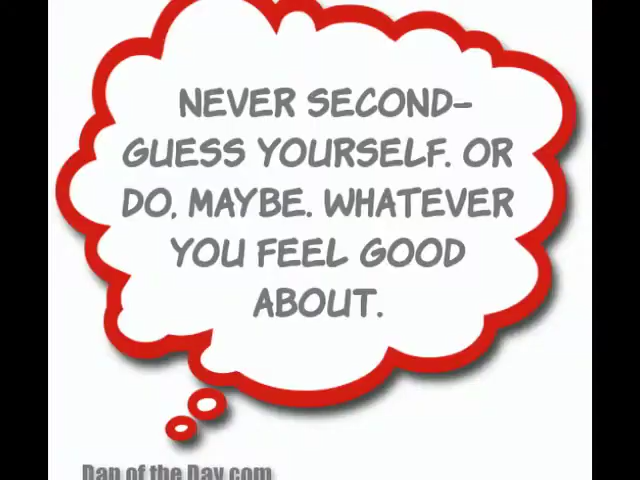 NEVER SECOND-
GUESS YOURSELF. OR
DO, MAYBE. WHATEVER
YOU FEEL GOOD
ABOUT.
Dan of the Day.com